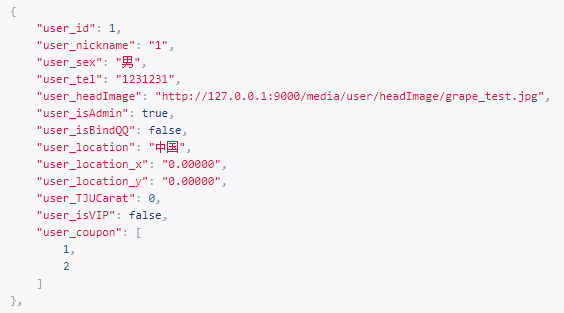 {
"user_id": 1,
"user_nickname": "1",
"user_sex": "男",
"user_tel": "1231231",
"user_headImage": "http://127.0.0.1:9000/media/user/headImage/grape_test.jpg",
"user_isAdmin": true,
"user_isBindQQ": false,
"user_location": "中国",
"user_location_x": "0.00000",
"user_location_y": "0.00000",
"user_TJUCarat": 0,
"user_isVIP": false,
"user_coupon": [
1,
2
]
},